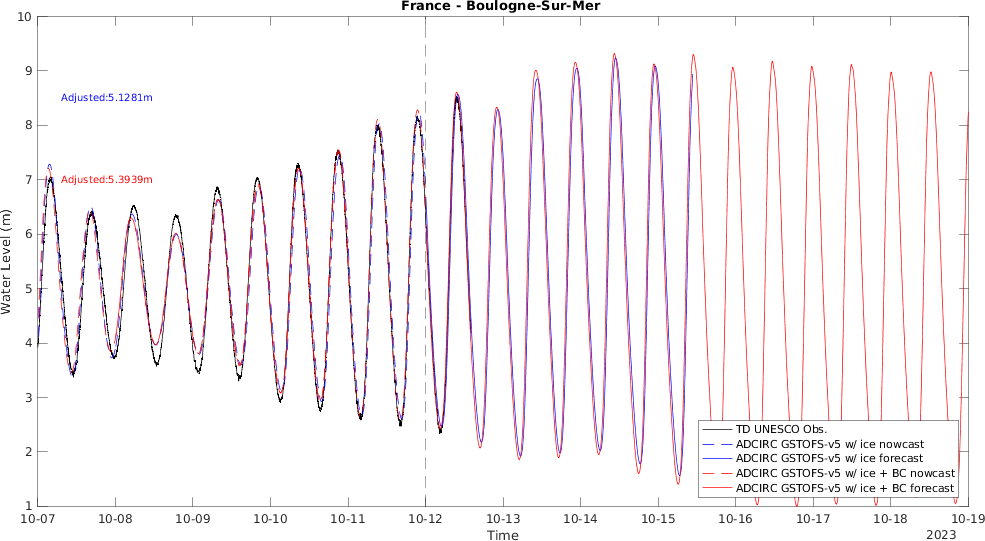 France - Boulogne-Sur-Mer
10
9
8
7
6
5
4
3
2
1
Water Level (m)
Adjusted:5.1281m
Adjusted:5.3939m
TD UNESCO Obs.
ADCIRC GSTOFS-v5 w/ ice nowcast
ADCIRC GSTOFS-v5 w/ ice forecast
ADCIRC GSTOFS-v5 w/ ice + BC nowcast
ADCIRC GSTOFS-v5 w/ ice + BC forecast
10-07 10-08 10-09 10-10 10-11 10-12 10-13 10-14 10-15 10-16 10-17 10-18 10-19
Time
2023